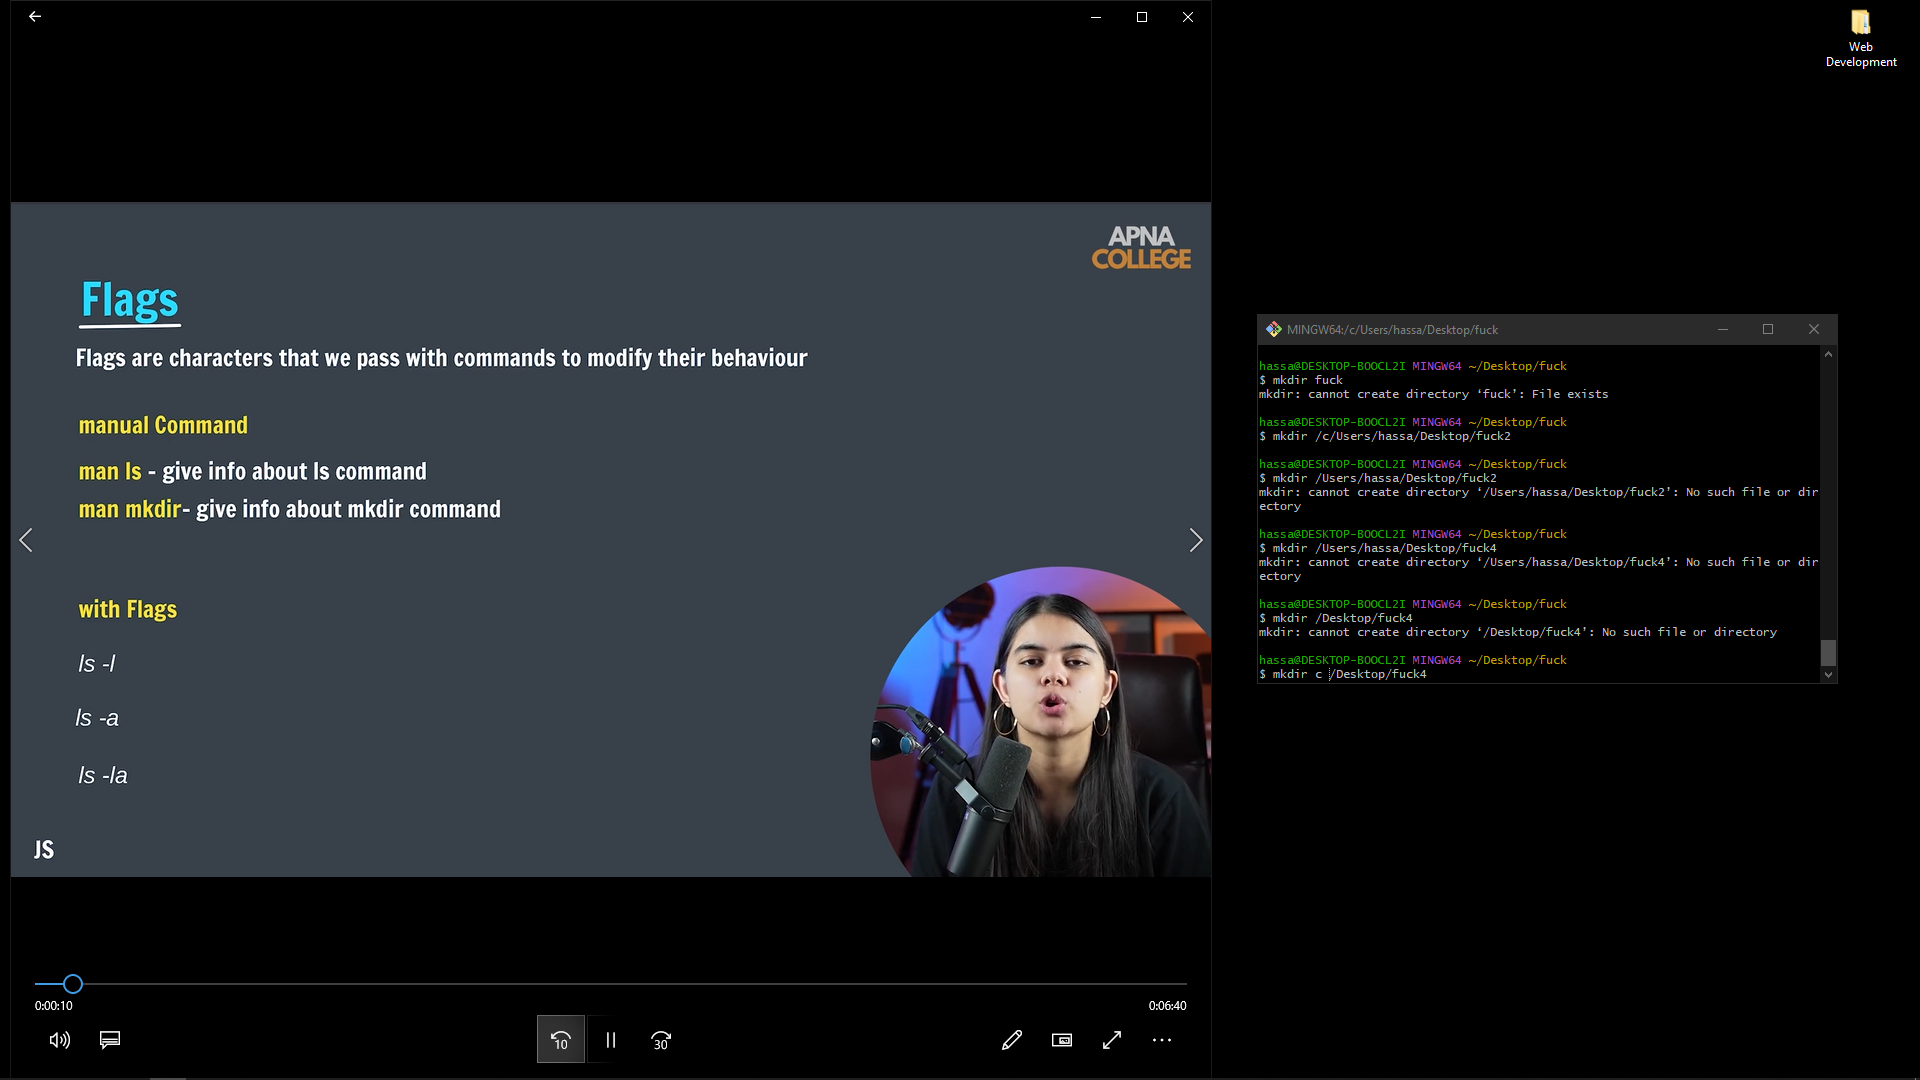 Web
Development
APNA
COLLEGE
Flags
Flags are characters that we pass with commands to modify their behaviour
manual Command
man ls - give info about ls command
man mkdir- give info about mkdir command
with Flags
ls -l
ls -a
ls -la
JS
0:00:10
0:06:40
10
30
MINGW64:/c/Users/hassa/Desktop/fuck
hassa@DESKTOP-BOOCL2I MINGW64 ~/Desktop/fuck
$ mkdir fuck
mkdir: cannot create directory ‘fuck’: File exists
hassa@DESKTOP-BOOCL2I MINGW64 ~/Desktop/fuck
$ mkdir /c/Users/hassa/Desktop/fuck2
hassa@DESKTOP-BOOCL2I MINGW64 ~/Desktop/fuck
$ mkdir /Users/hassa/Desktop/fuck2
mkdir: cannot create directory ‘/Users/hassa/Desktop/fuck2’: No such file or dir
ectory
hassa@DESKTOP-BOOCL2I MINGW64 ~/Desktop/fuck
$ mkdir /Users/hassa/Desktop/fuck4
mkdir: cannot create directory ‘/Users/hassa/Desktop/fuck4’: No such file or dir
ectory
hassa@DESKTOP-BOOCL2I MINGW64 ~/Desktop/fuck
$ mkdir /Desktop/fuck4
mkdir: cannot create directory ‘/Desktop/fuck4’: No such file or directory
hassa@DESKTOP-BOOCL2I MINGW64 ~/Desktop/fuck
$ mkdir c /Desktop/fuck4